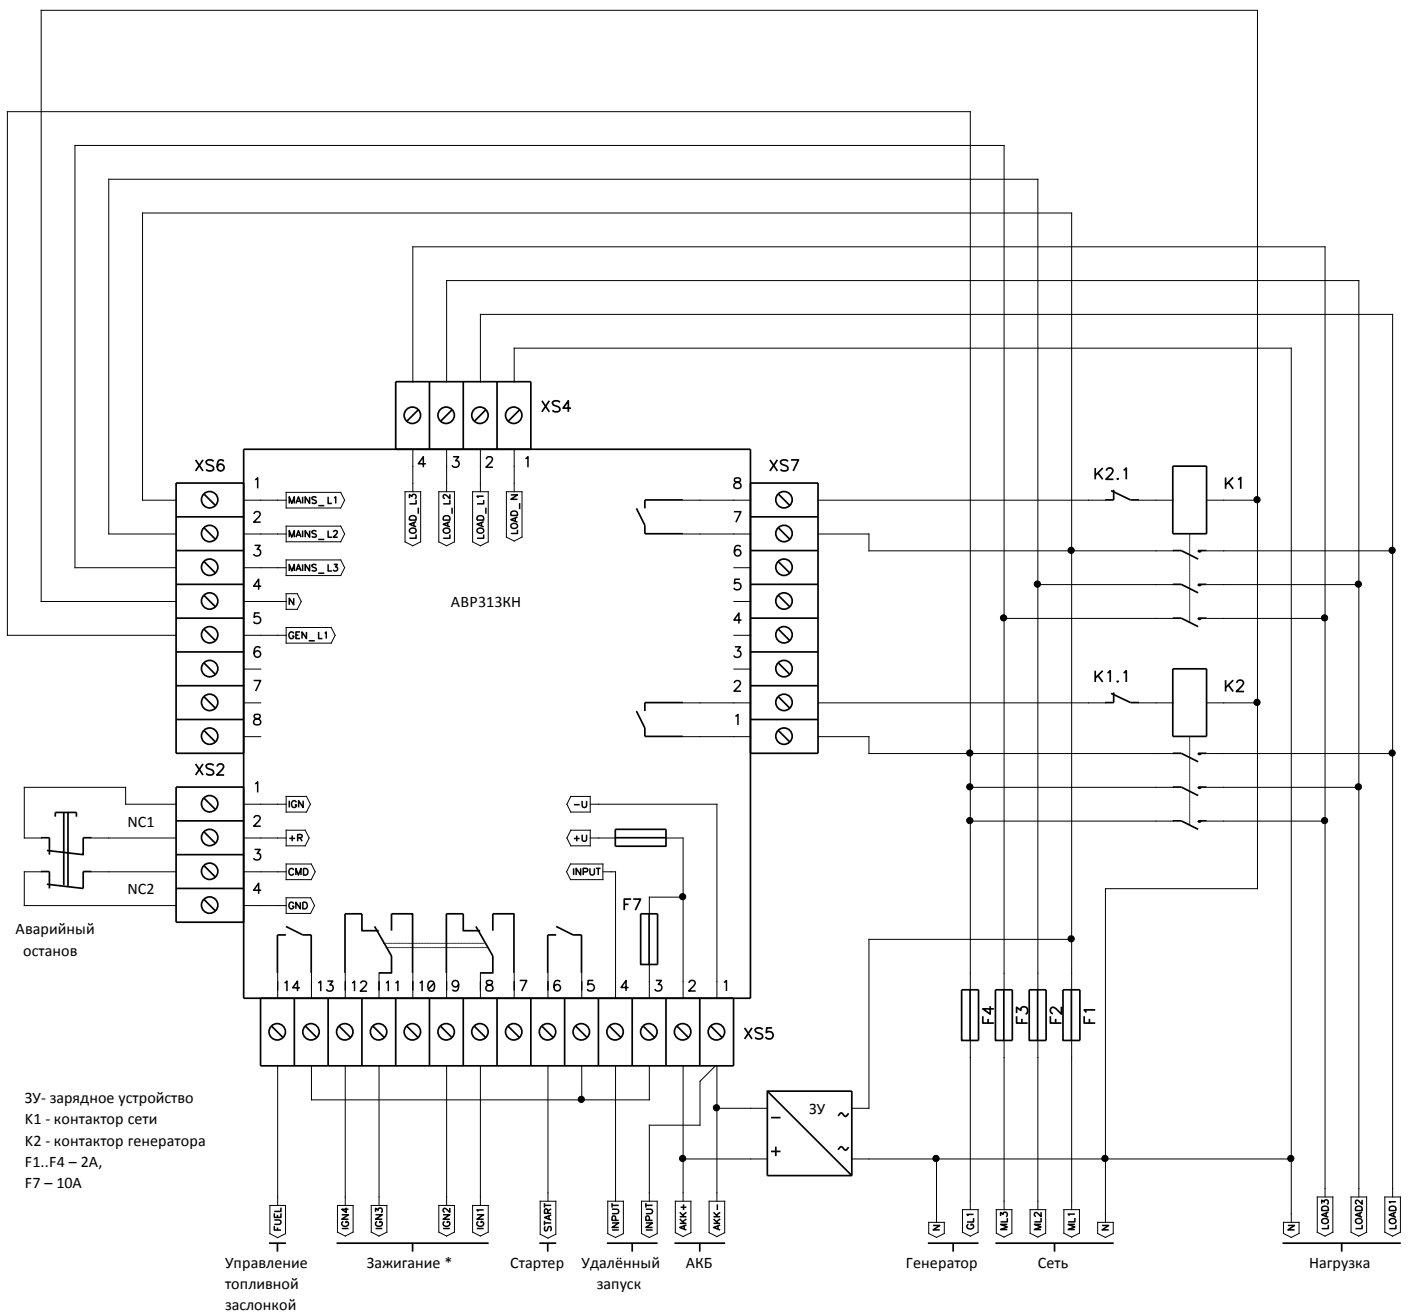 XS4
4 3 2 1
LOAD_L3
LOAD_L2
LOAD_L1
LOAD_N
XS6
1
MAINS_L1
2
MAINS_L2
3
MAINS_L3
4
N
5
GEN_L1
6
7
8
АВР313КН
XS7
8
7
6
5
4
3
2
1
K2.1
K1
K1.1
K2
XS2
1
IGN
2
+R
3
CMD
4
GND
NC1
NC2
Аварийный
останов
-U
+U
INPUT
F7
14 13 12 11 10 9 8 7 6 5 4 3 2 1
XS5
F4
F3
F2
F1
ЗУ- зарядное устройство
К1 - контактор сети
К2 - контактор генератора
F1..F4 – 2А,
F7 – 10А
ЗУ
−
+
~
~
FUEL
IGN4
IGN3
IGN2
IGN1
START
INPUT
INPUT
AKK+
AKK-
N
GL1
ML3
ML2
ML1
N
N
LOAD3
LOAD2
LOAD1
Управление
топливной
заслонкой
Зажигание *
Стартер
Удалённый
запуск
АКБ
Генератор
Сеть
Нагрузка